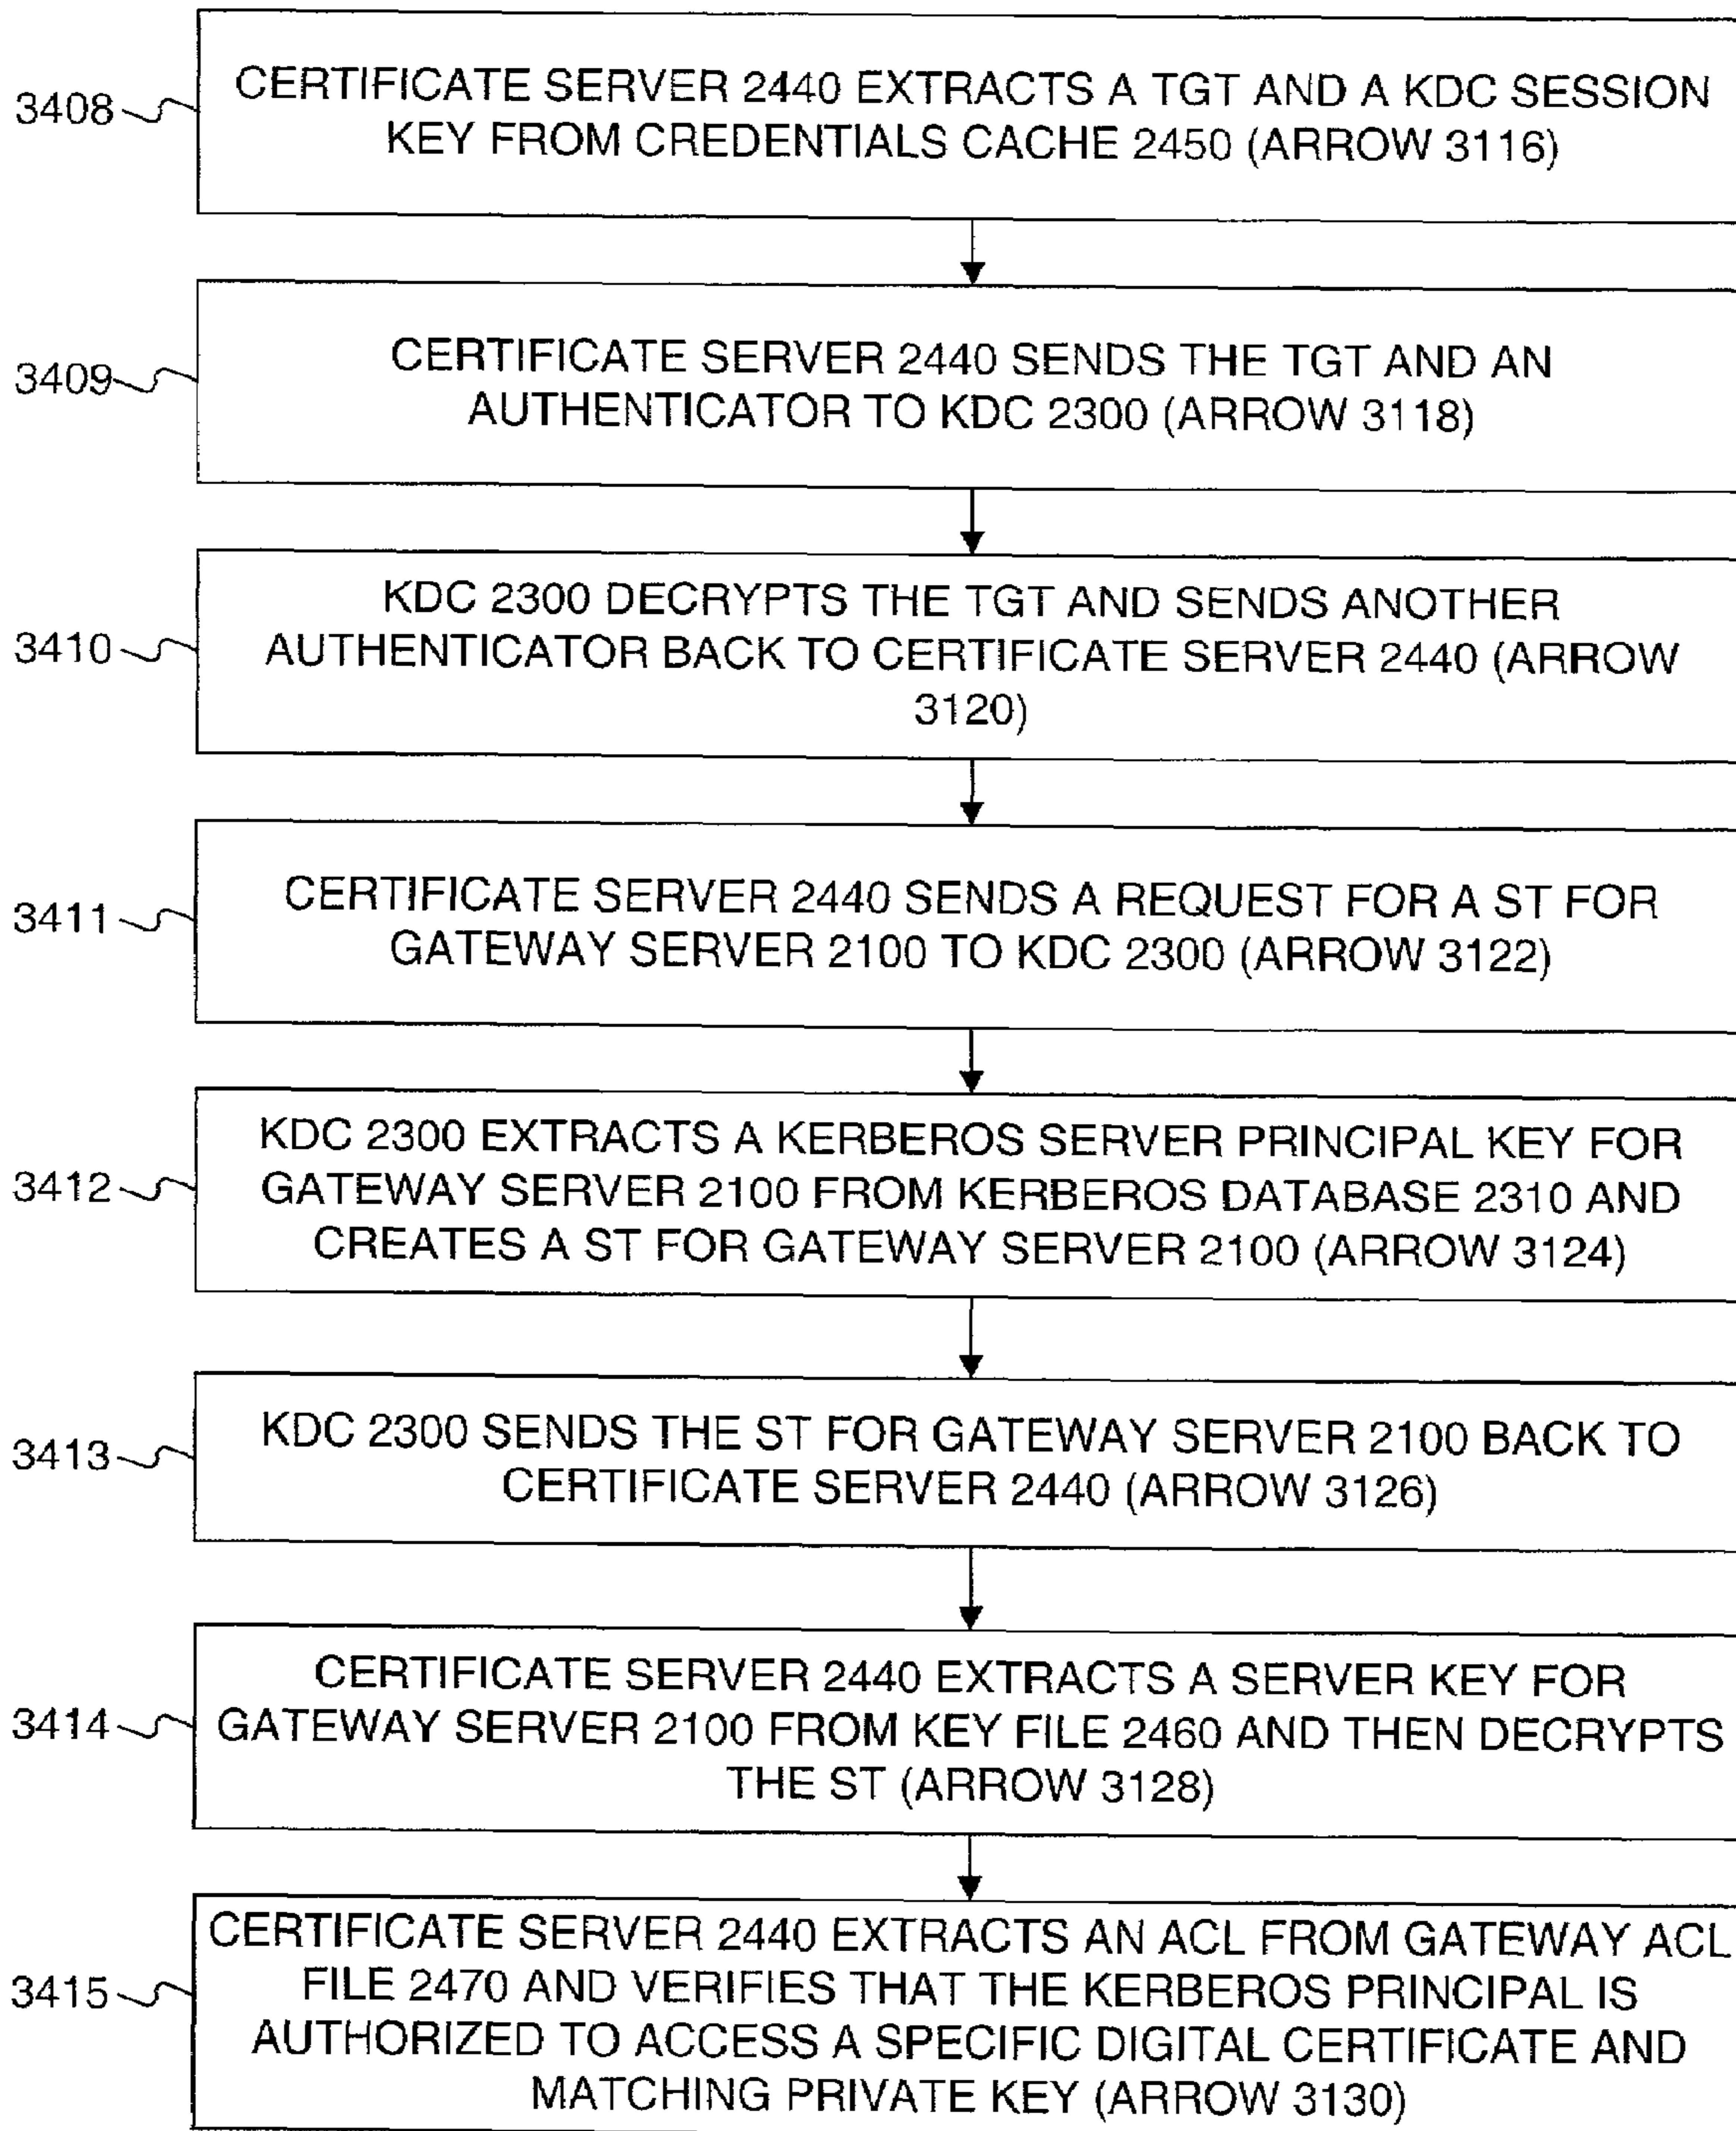 3408
CERTIFICATE SERVER 2440 EXTRACTS A TGT AND A KDC SESSION
KEY FROM CREDENTIALS CACHE 2450 (ARROW 3116)
3409
CERTIFICATE SERVER 2440 SENDS THE TGT AND AN
AUTHENTICATOR TO KDC 2300 (ARROW 3118)
3410
KDC 2300 DECRYPTS THE TGT AND SENDS ANOTHER
AUTHENTICATOR BACK TO CERTIFICATE SERVER 2440 (ARROW
3120)
3411
CERTIFICATE SERVER 2440 SENDS A REQUEST FOR A ST FOR
GATEWAY SERVER 2100 TO KDC 2300 (ARROW 3122)
3412
KDC 2300 EXTRACTS A KERBEROS SERVER PRINCIPAL KEY FOR
GATEWAY SERVER 2100 FROM KERBEROS DATABASE 2310 AND
CREATES A ST FOR GATEWAY SERVER 2100 (ARROW 3124)
3413
KDC 2300 SENDS THE ST FOR GATEWAY SERVER 2100 BACK TO
CERTIFICATE SERVER 2440 (ARROW 3126)
3414
CERTIFICATE SERVER 2440 EXTRACTS A SERVER KEY FOR
GATEWAY SERVER 2100 FROM KEY FILE 2460 AND THEN DECRYPTS
THE ST (ARROW 3128)
3415
CERTIFICATE SERVER 2440 EXTRACTS AN ACL FROM GATEWAY ACL
FILE 2470 AND VERIFIES THAT THE KERBEROS PRINCIPAL IS
AUTHORIZED TO ACCESS A SPECIFIC DIGITAL CERTIFICATE AND
MATCHING PRIVATE KEY (ARROW 3130)